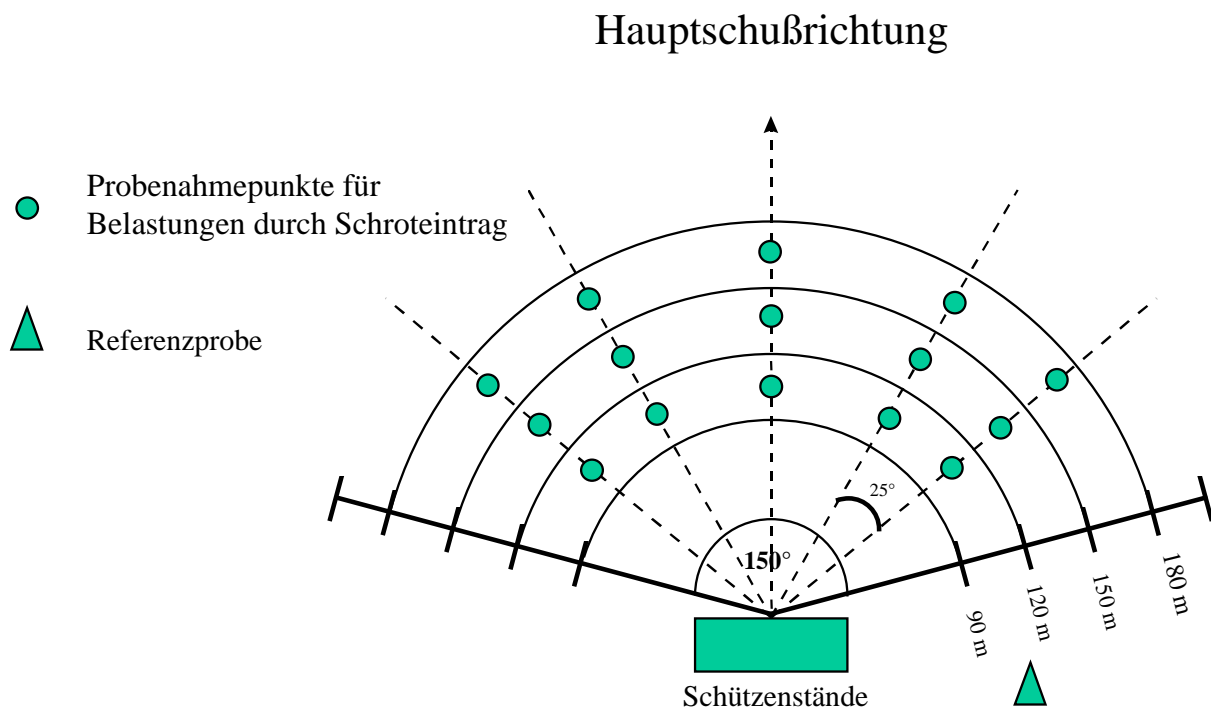 Hauptschußrichtung
Probenahmepunkte für
Belastungen durch Schroteintrag
Referenzprobe
25°
150°
90 m
120 m
150 m
180 m
Schützenstände